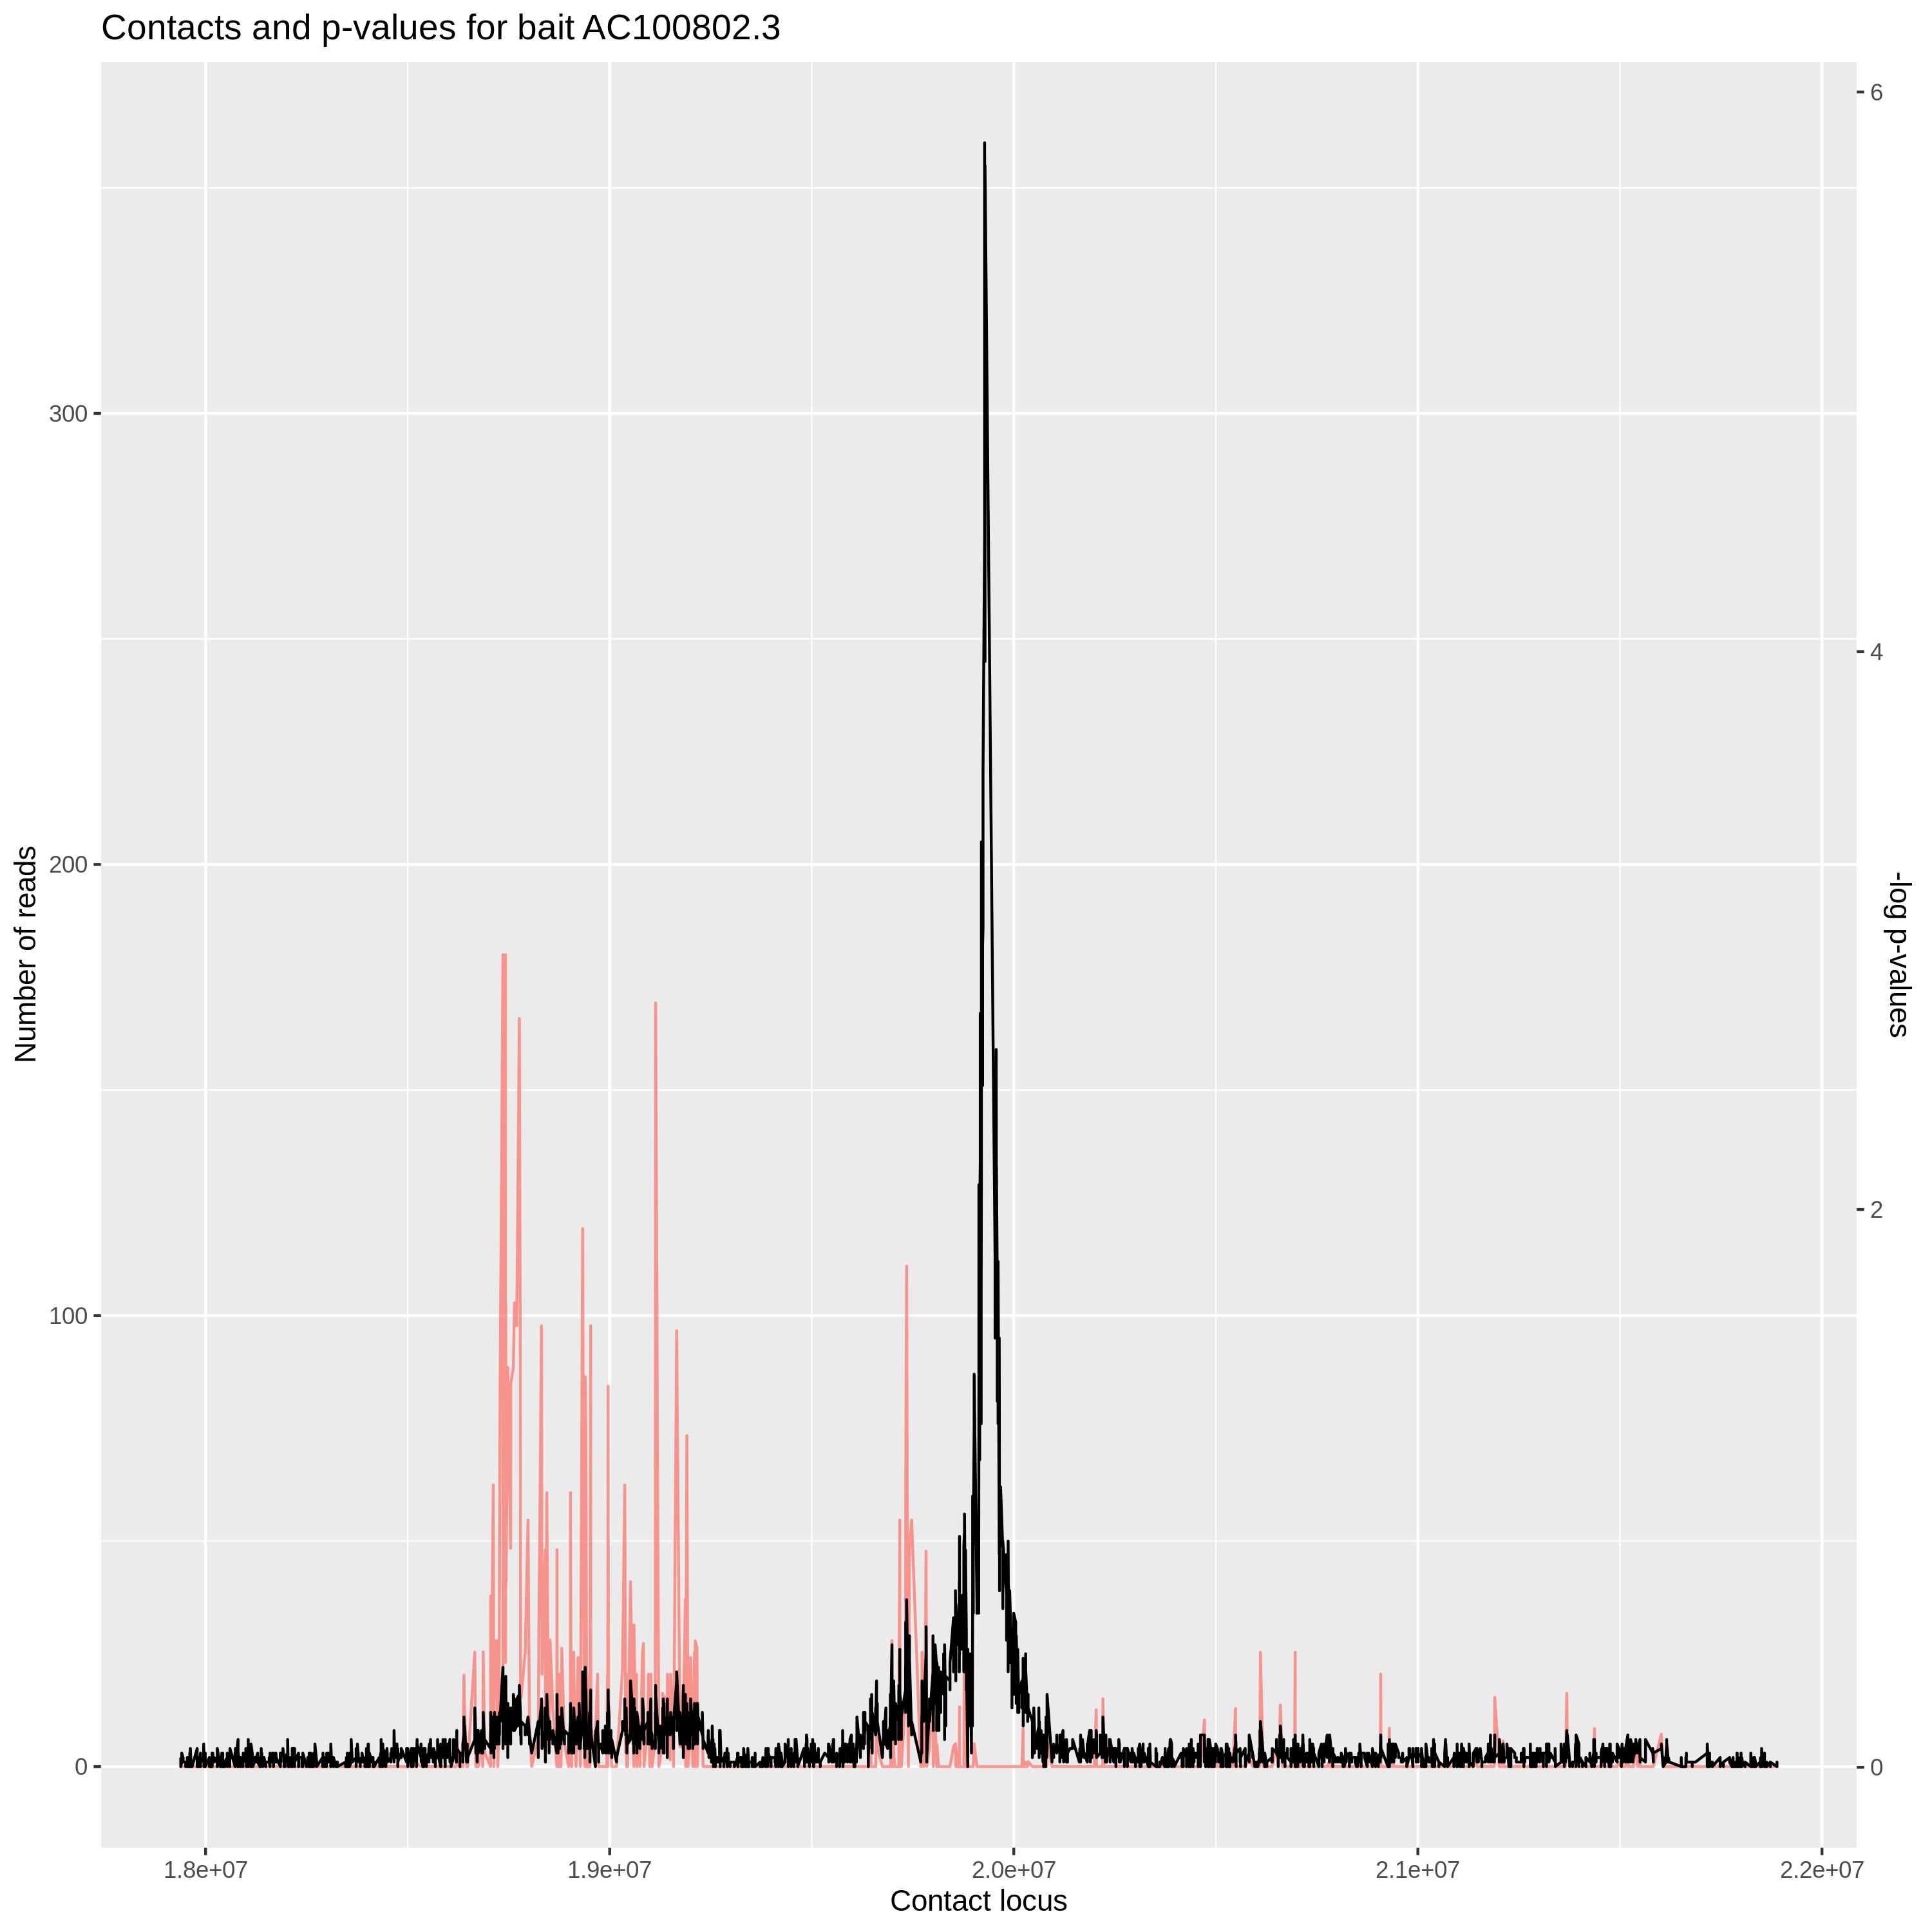 Contacts and p-values for bait AC100802.3
Number of reads
300
200
100
0
6
4
2
0
-log p-values
1.8e+07 1.9e+07 2.0e+07 2.1e+07 2.2e+07
Contact locus